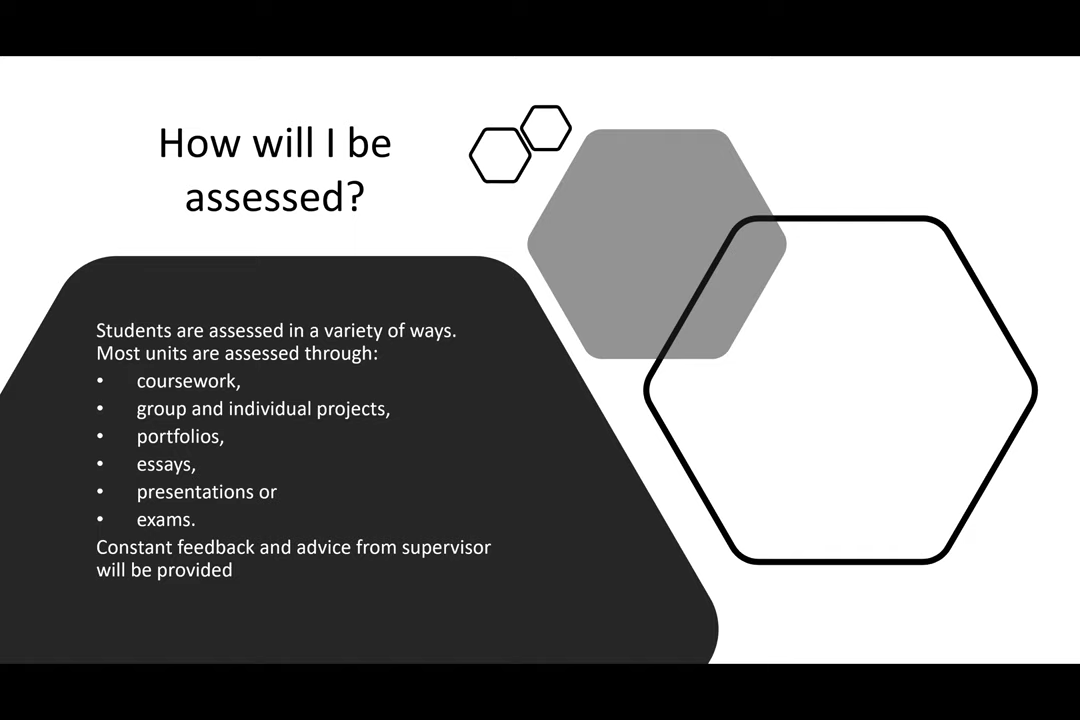 How will I be
assessed?
Students are assessed in a variety of ways.
Most units are assessed through:
• coursework,
• group and individual projects,
• portfolios,
• essays,
• presentations or
• exams.
Constant feedback and advice from supervisor
will be provided